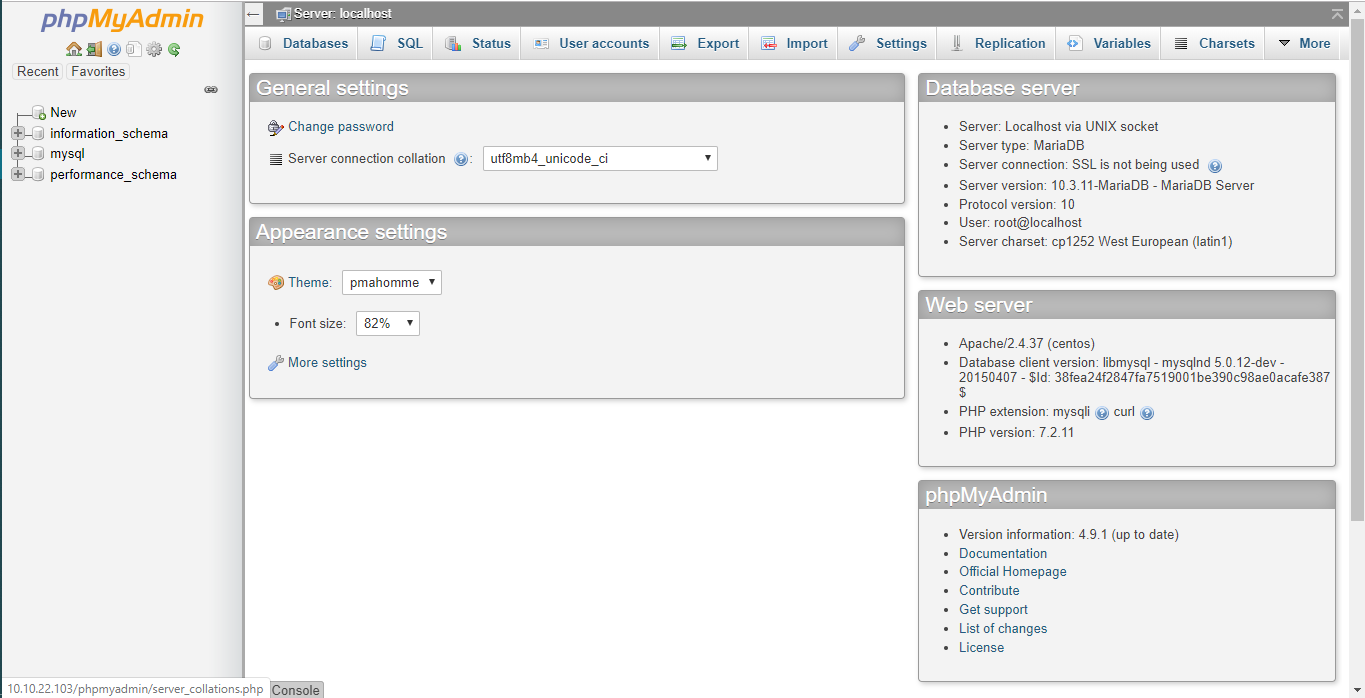 phpMyAdmin
Recent Favorites
New
information_schema
mysql
performance_schema
Server: localhost
Databases SQL Status User accounts Export Import Settings Replication Variables Charsets More
General settings
Change password
Server connection collation : utf8mb4_unicode_ci
Appearance settings
Theme: pmahomme
Font size: 82%
More settings
Database server
Server: Localhost via UNIX socket
Server type: MariaDB
Server connection: SSL is not being used
Server version: 10.3.11-MariaDB - MariaDB Server
Protocol version: 10
User: root@localhost
Server charset: cp1252 West European (latin1)
Web server
Apache/2.4.37 (centos)
Database client version: libmysql - mysqlnd 5.0.12-dev -
20150407 - $Id: 38fea24f2847fa7519001be390c98ae0acafe387
$
PHP extension: mysqli curl
PHP version: 7.2.11
phpMyAdmin
Version information: 4.9.1 (up to date)
Documentation
Official Homepage
Contribute
Get support
List of changes
License
10.10.22.103/phpmyadmin/server_collations.php
Console